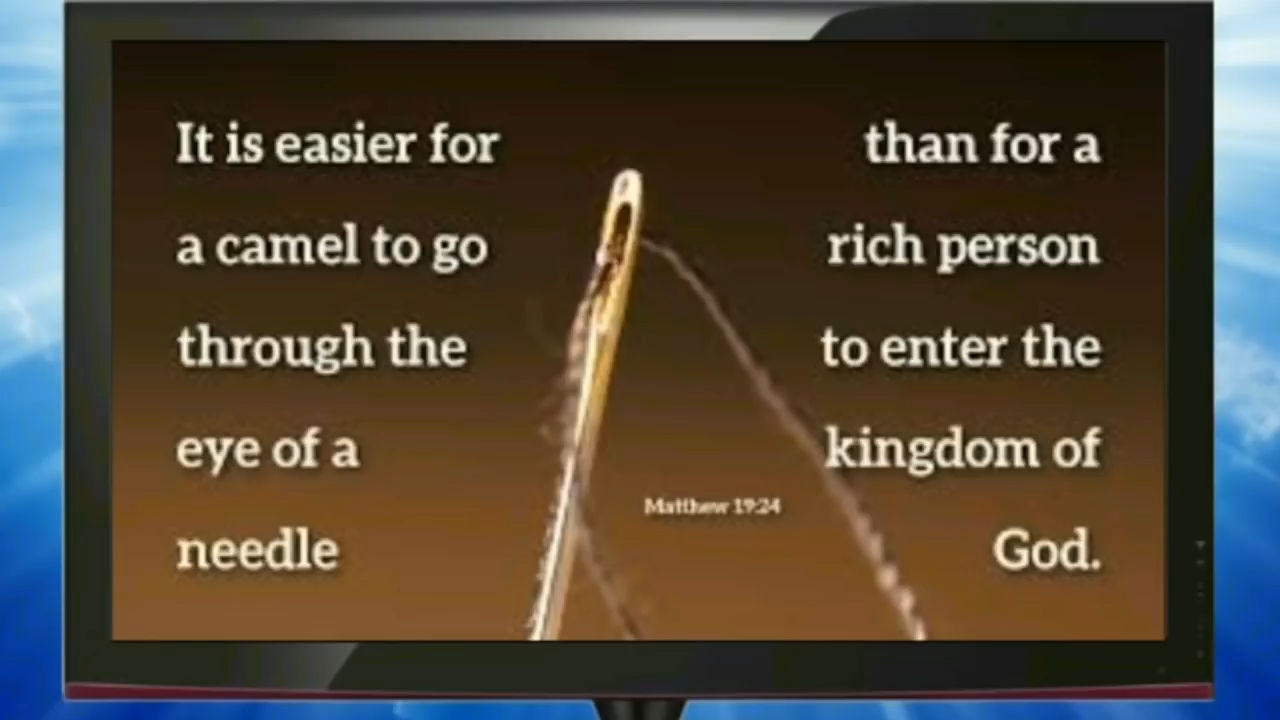 It is easier for
a camel to go
through the
eye of a
needle
than for a
rich person
to enter the
kingdom of
God.
Matthew 19:24